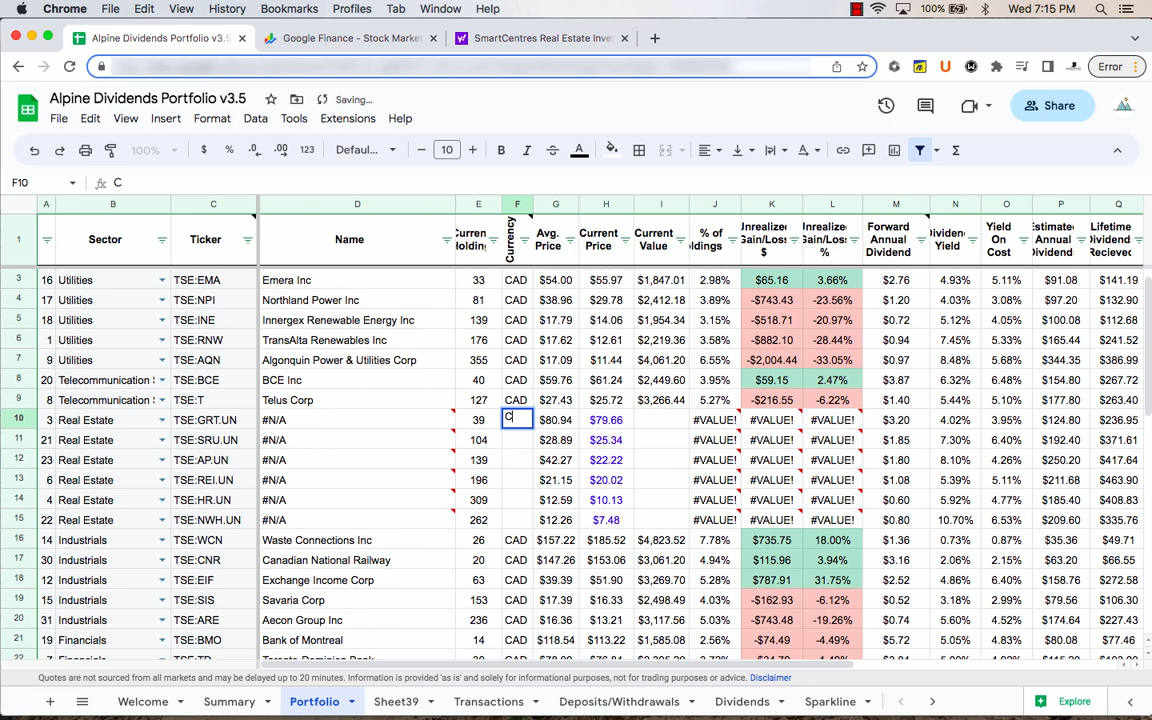 Chrome File Edit View History Bookmarks Profiles Tab Window Help 100% Wed 7:15 PM
Alpine Dividends Portfolio v3.5 Google Finance - Stock Market SmartCentres Real Estate Inves
Error
Alpine Dividends Portfolio v3.5 Saving...
File Edit View Insert Format Data Tools Extensions Help
Share
100% $ % .0 .00 123 Defaul... 10 B I A
F10 fx C
A B C D E F G H I J K L M N O P Q
1 Sector Ticker Name Current Holding Currency Avg. Price Current Price Current Value % of Holdings Unrealized Gain/Loss $ Unrealized Gain/Loss % Forward Annual Dividend Dividend Yield Yield On Cost Estimated Annual Dividends Lifetime Dividend Recieved
3 16 Utilities TSE:EMA Emera Inc 33 CAD $54.00 $55.97 $1,847.01 2.98% $65.16 3.66% $2.76 4.93% 5.11% $91.08 $141.19
4 17 Utilities TSE:NPI Northland Power Inc 81 CAD $38.96 $29.78 $2,412.18 3.89% -$743.43 -23.56% $1.20 4.03% 3.08% $97.20 $132.90
5 18 Utilities TSE:INE Innergex Renewable Energy Inc 139 CAD $17.79 $14.06 $1,954.34 3.15% -$518.71 -20.97% $0.72 5.12% 4.05% $100.08 $112.68
6 1 Utilities TSE:RNW TransAlta Renewables Inc 176 CAD $17.62 $12.61 $2,219.36 3.58% -$882.10 -28.44% $0.94 7.45% 5.33% $165.44 $241.52
7 9 Utilities TSE:AQN Algonquin Power & Utilities Corp 355 CAD $17.09 $11.44 $4,061.20 6.55% -$2,004.44 -33.05% $0.97 8.48% 5.68% $344.35 $386.99
8 20 Telecommunication S TSE:BCE BCE Inc 40 CAD $59.76 $61.24 $2,449.60 3.95% $59.15 2.47% $3.87 6.32% 6.48% $154.80 $267.72
9 8 Telecommunication S TSE:T Telus Corp 127 CAD $27.43 $25.72 $3,266.44 5.27% -$216.55 -6.22% $1.40 5.44% 5.10% $177.80 $263.40
10 3 Real Estate TSE:GRT.UN #N/A 39 C $80.94 $79.66 #VALUE! #VALUE! #VALUE! $3.20 4.02% 3.95% $124.80 $236.95
11 21 Real Estate TSE:SRU.UN #N/A 104 $28.89 $25.34 #VALUE! #VALUE! #VALUE! $1.85 7.30% 6.40% $192.40 $371.61
12 23 Real Estate TSE:AP.UN #N/A 139 $42.27 $22.22 #VALUE! #VALUE! #VALUE! $1.80 8.10% 4.26% $250.20 $417.64
13 6 Real Estate TSE:REI.UN #N/A 196 $21.15 $20.02 #VALUE! #VALUE! #VALUE! $1.08 5.39% 5.11% $211.68 $463.90
14 4 Real Estate TSE:HR.UN #N/A 309 $12.59 $10.13 #VALUE! #VALUE! #VALUE! $0.60 5.92% 4.77% $185.40 $408.83
15 22 Real Estate TSE:NWH.UN #N/A 262 $12.26 $7.48 #VALUE! #VALUE! #VALUE! $0.80 10.70% 6.53% $209.60 $335.76
16 14 Industrials TSE:WCN Waste Connections Inc 26 CAD $157.22 $185.52 $4,823.52 7.78% $735.75 18.00% $1.36 0.73% 0.87% $35.36 $49.71
17 30 Industrials TSE:CNR Canadian National Railway 20 CAD $147.26 $153.06 $3,061.20 4.94% $115.96 3.94% $3.16 2.06% 2.15% $63.20 $66.55
18 12 Industrials TSE:EIF Exchange Income Corp 63 CAD $39.39 $51.90 $3,269.70 5.28% $787.91 31.75% $2.52 4.86% 6.40% $158.76 $272.58
19 15 Industrials TSE:SIS Savaria Corp 153 CAD $17.39 $16.33 $2,498.49 4.03% -$162.93 -6.12% $0.52 3.18% 2.99% $79.56 $106.30
20 31 Industrials TSE:ARE Aecon Group Inc 236 CAD $16.36 $13.21 $3,117.56 5.03% -$743.48 -19.26% $0.74 5.60% 4.52% $174.64 $227.43
21 19 Financials TSE:BMO Bank of Montreal 14 CAD $118.54 $113.22 $1,585.08 2.56% -$74.49 -4.49% $5.72 5.05% 4.83% $80.08 $77.46
Quotes are not sourced from all markets and may be delayed up to 20 minutes. Information is provided 'as is' and solely for informational purposes, not for trading purposes or advice. Disclaimer
Welcome Summary Portfolio Sheet39 Transactions Deposits/Withdrawals Dividends Sparkline Explore